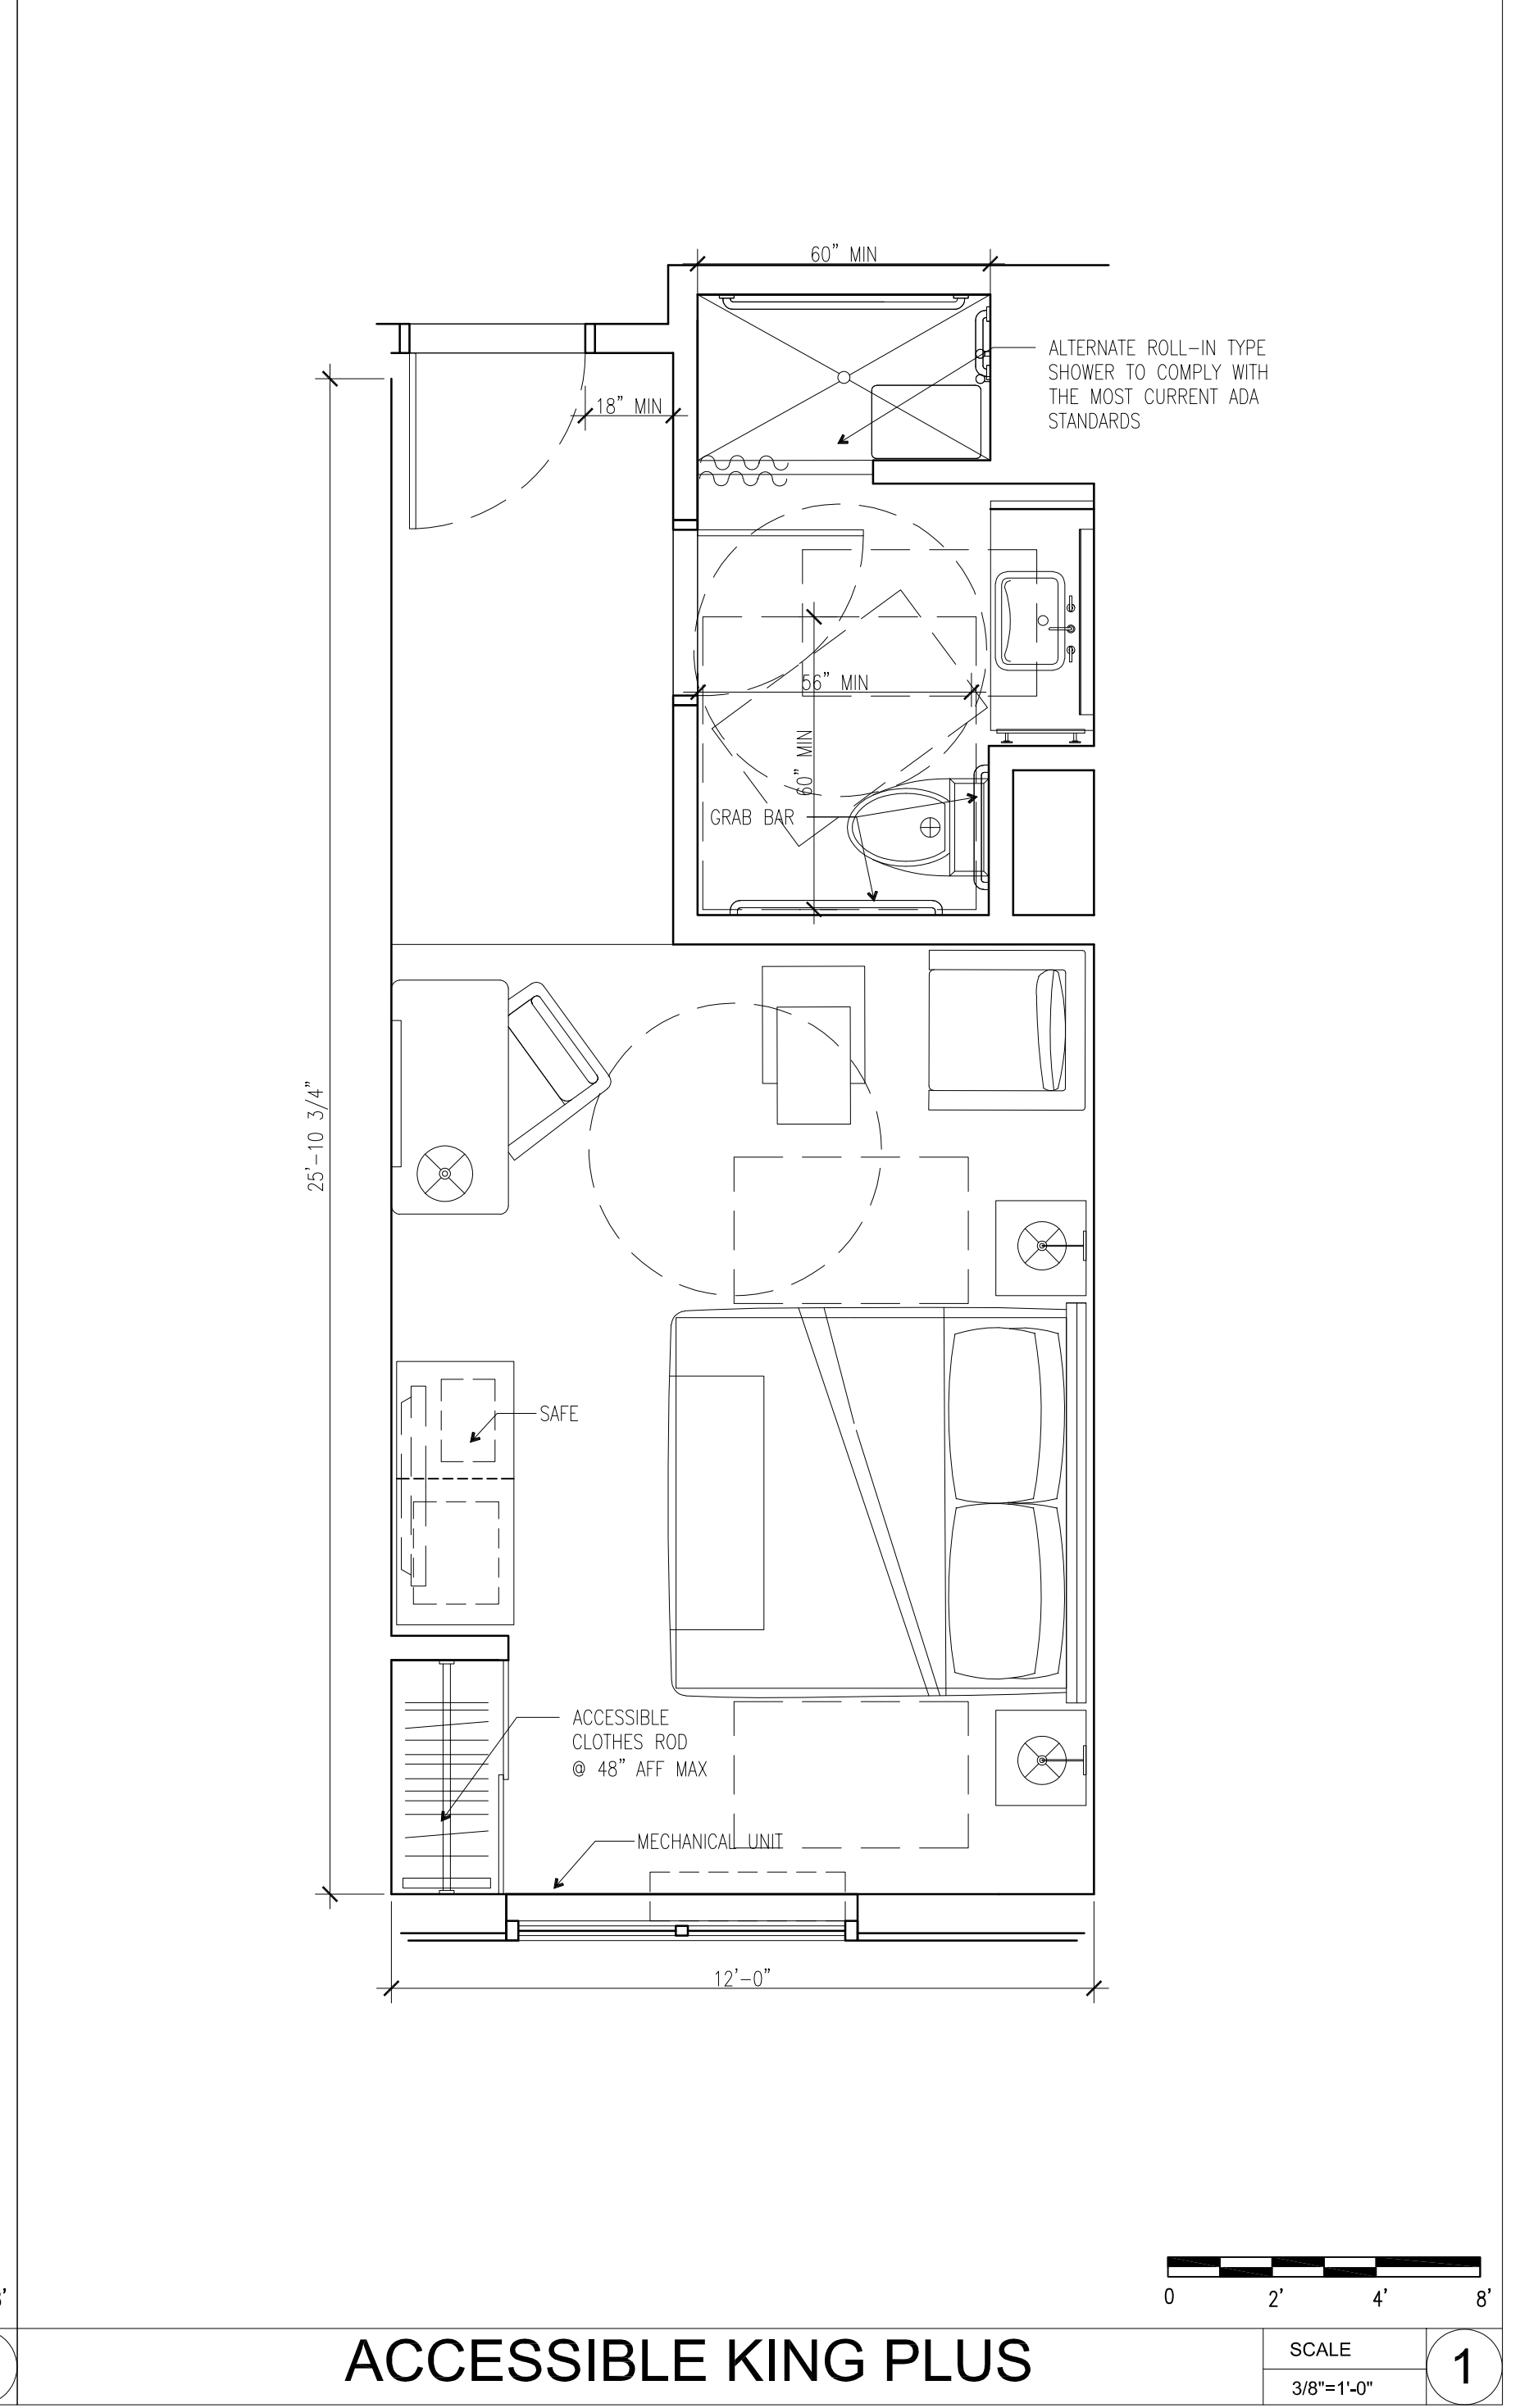 60" MIN
ALTERNATE ROLL-IN TYPE
SHOWER TO COMPLY WITH
THE MOST CURRENT ADA
STANDARDS
18" MIN
56" MIN
60" MIN
GRAB BAR
25'-10 3/4"
SAFE
ACCESSIBLE
CLOTHES ROD
@ 48" AFF MAX
MECHANICAL UNIT
12'-0"
0 2' 4' 8'
ACCESSIBLE KING PLUS
SCALE
3/8"=1'-0"
1